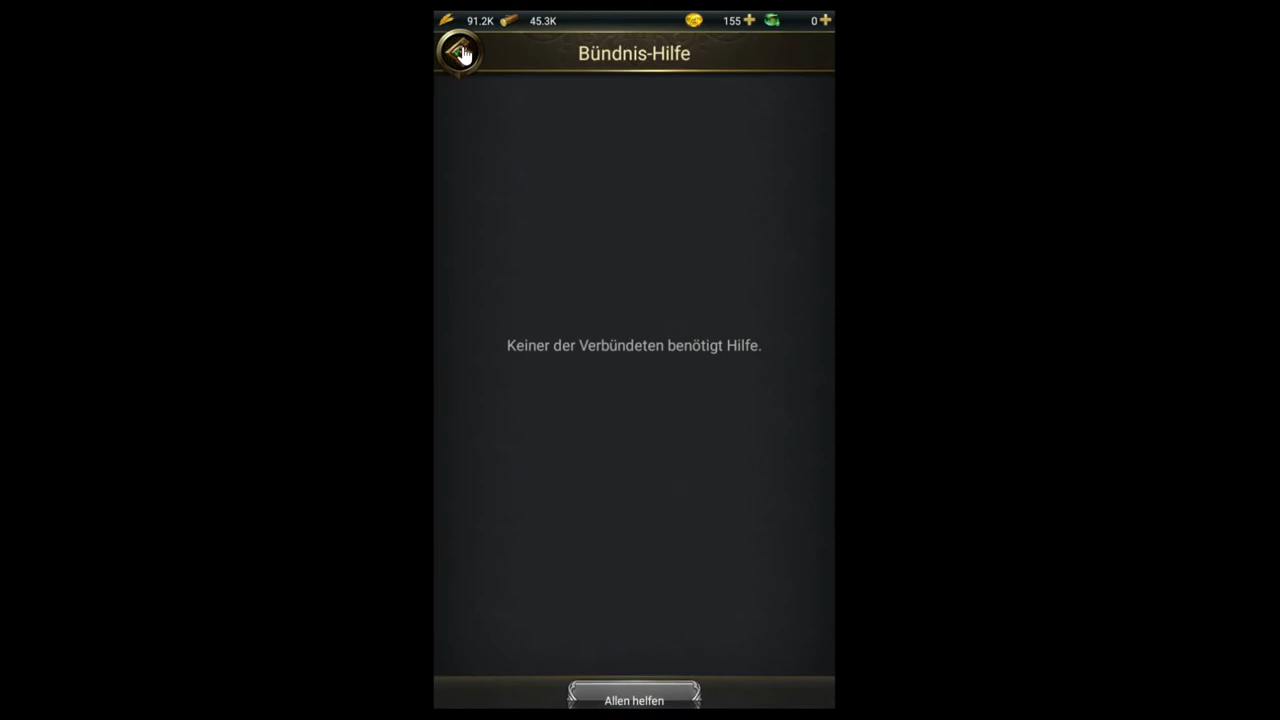 91.2K 45.3K 155 0
Bündnis-Hilfe
Keiner der Verbündeten benötigt Hilfe.
Allen helfen